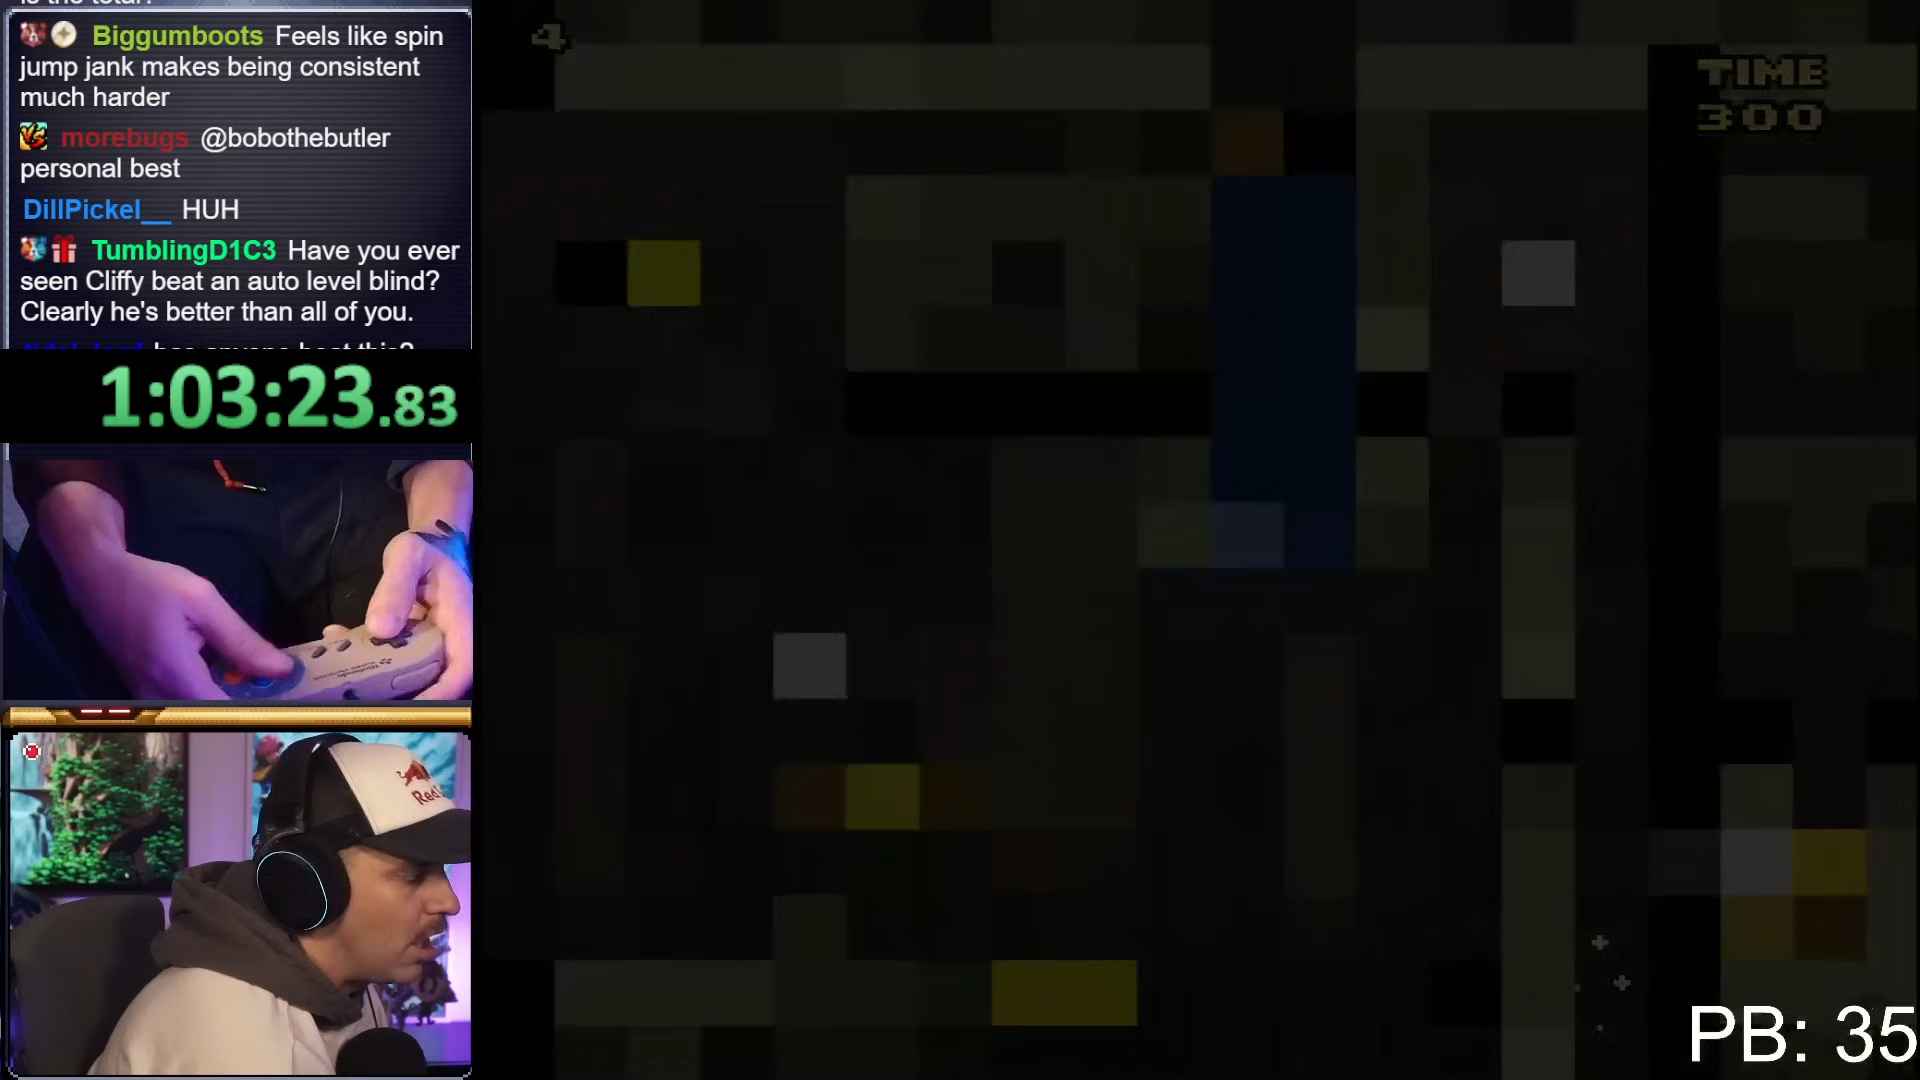 Biggumboots Feels like spin
jump jank makes being consistent
much harder
morebugs @bobothebutler
personal best
DillPickel__ HUH
TumblingD1C3 Have you ever
seen Cliffy beat an auto level blind?
Clearly he's better than all of you.
1:03:23.83
4
TIME
300
PB: 35